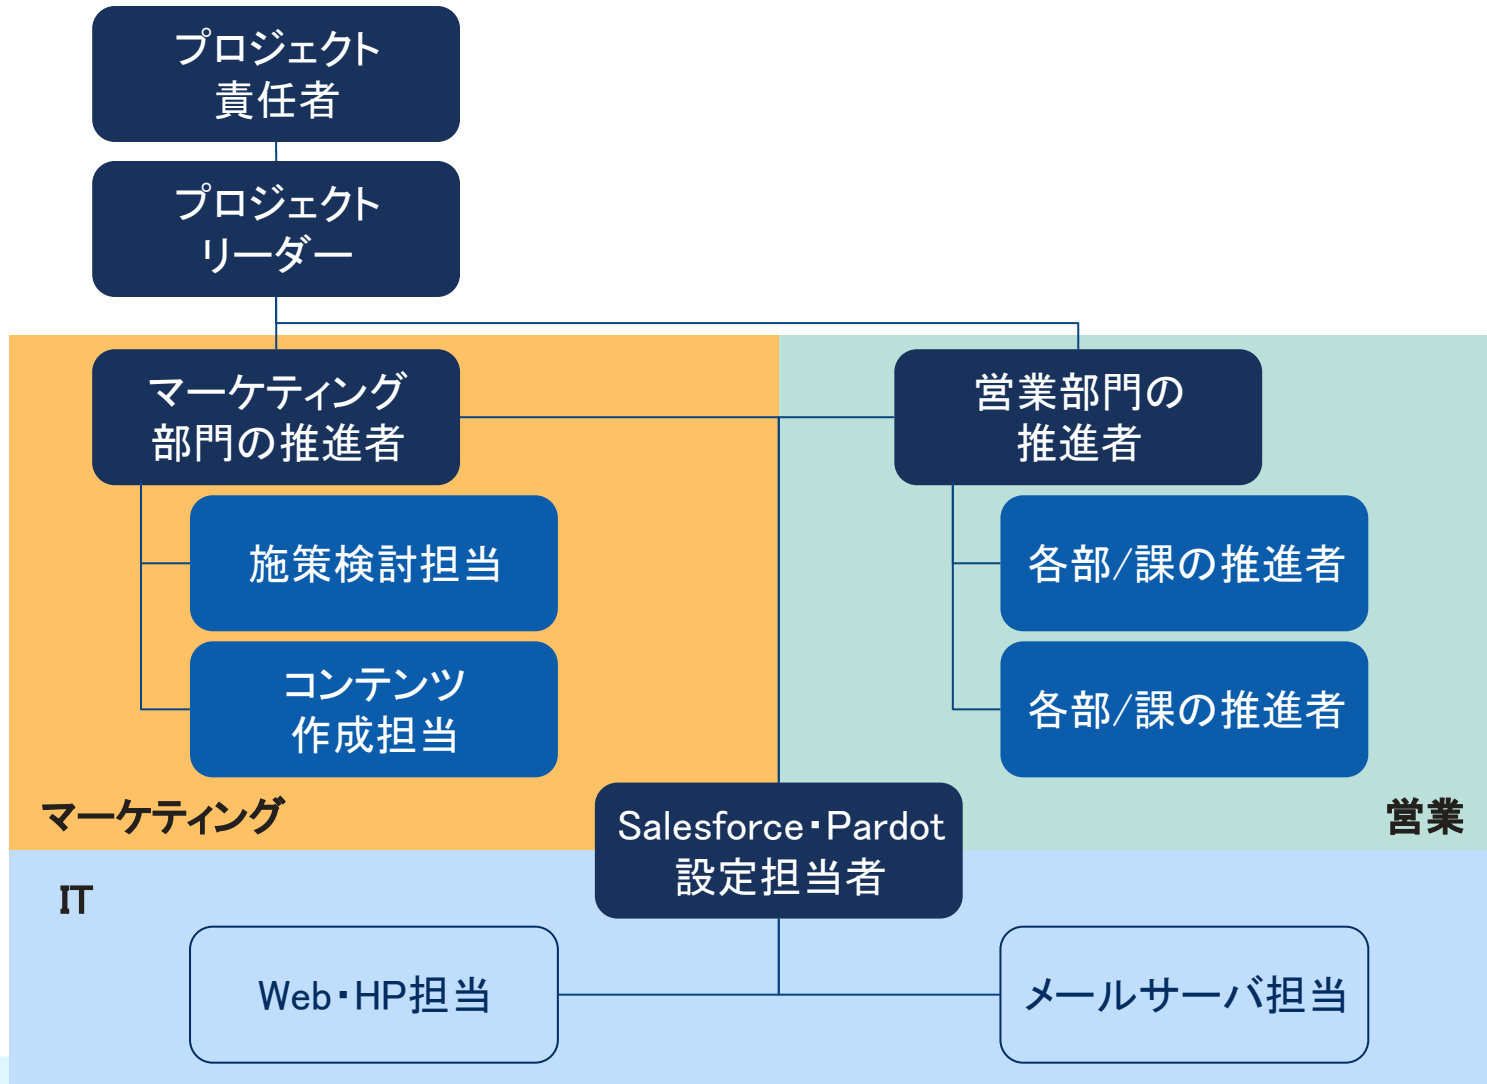 プロジェクト
責任者
プロジェクト
リーダー
マーケティング
部門の推進者
営業部門の
推進者
施策検討担当
各部/課の推進者
コンテンツ
作成担当
各部/課の推進者
マーケティング
営業
Salesforce・Pardot
設定担当者
IT
Web・HP担当
メールサーバ担当